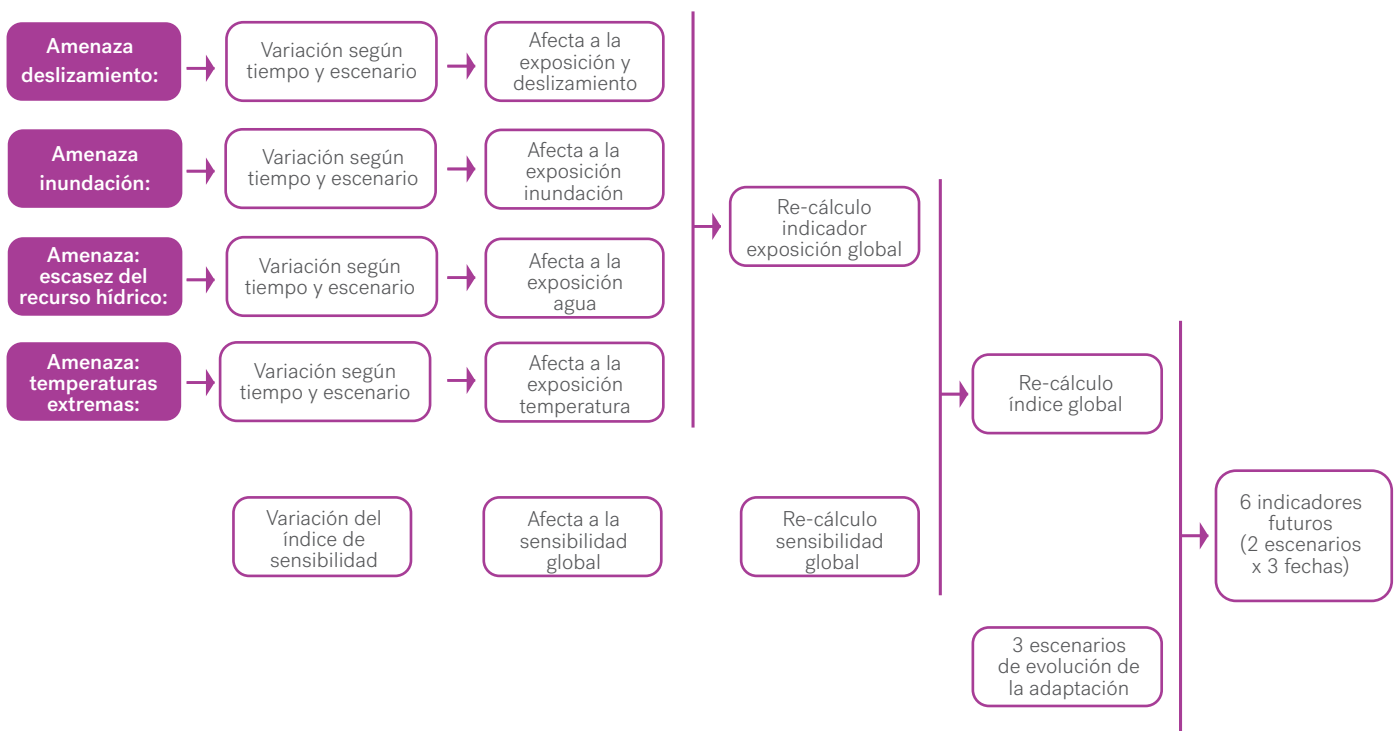 Amenaza
deslizamiento:
Variación según
tiempo y escenario
Afecta a la
exposición y
deslizamiento
Amenaza
inundación:
Variación según
tiempo y escenario
Afecta a la
exposición
inundación
Amenaza:
escasez del
recurso hídrico:
Variación según
tiempo y escenario
Afecta a la
exposición
agua
Amenaza:
temperaturas
extremas:
Variación según
tiempo y escenario
Afecta a la
exposición
temperatura
Re-cálculo
indicador
exposición global
Variación del
índice de
sensibilidad
Afecta a la
sensibilidad
global
Re-cálculo
sensibilidad
global
Re-cálculo
índice global
3 escenarios
de evolución de
la adaptación
6 indicadores
futuros
(2 escenarios
x 3 fechas)